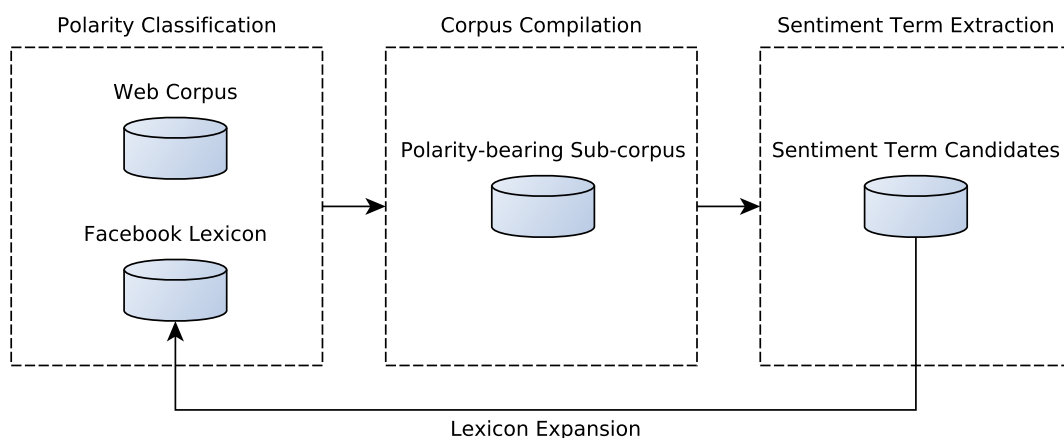 Polarity Classification
Web Corpus
Facebook Lexicon
Corpus Compilation
Polarity-bearing Sub-corpus
Sentiment Term Extraction
Sentiment Term Candidates
Lexicon Expansion